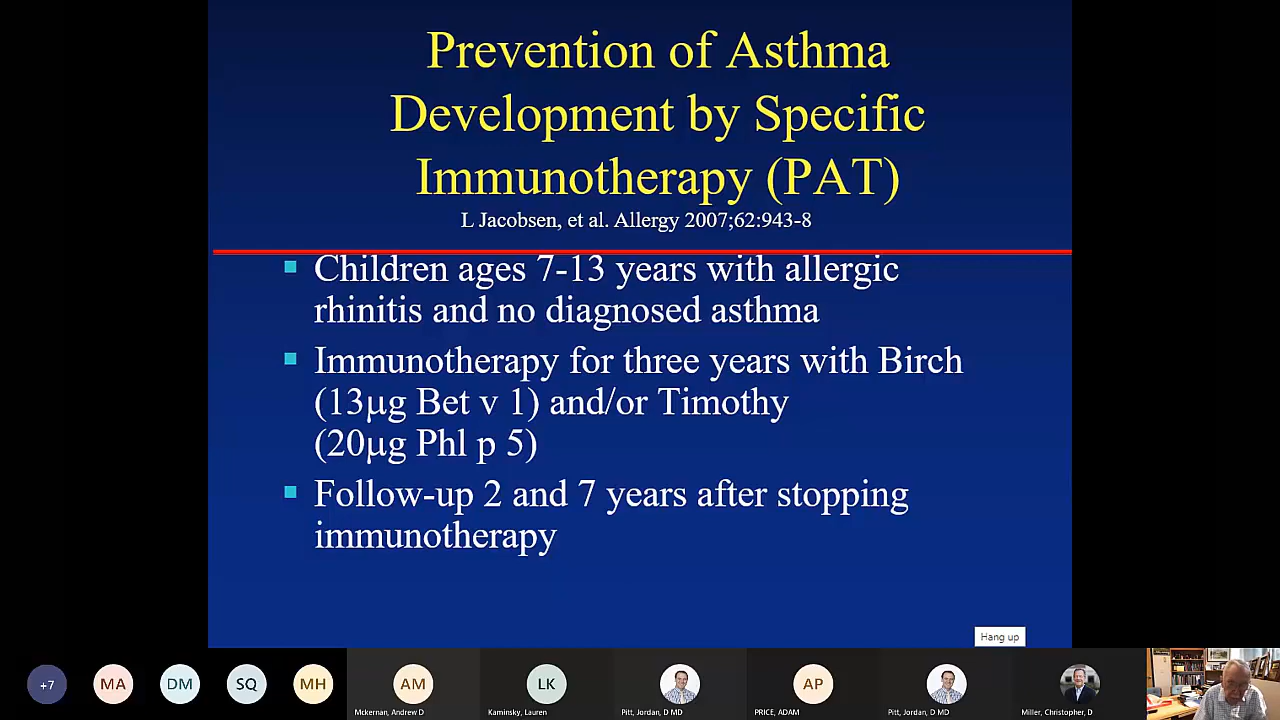 Prevention of Asthma
Development by Specific
Immunotherapy (PAT)
L Jacobsen, et al. Allergy 2007;62:943-8
Children ages 7-13 years with allergic
rhinitis and no diagnosed asthma
Immunotherapy for three years with Birch
(13µg Bet v 1) and/or Timothy
(20µg Phl p 5)
Follow-up 2 and 7 years after stopping
immunotherapy
Hang up
+7 MA DM SQ MH AM LK AP
Mckernan, Andrew D Kaminsky, Lauren Pitt, Jordan, D MD PRICE, ADAM Pitt, Jordan, D MD Miller, Christopher, D